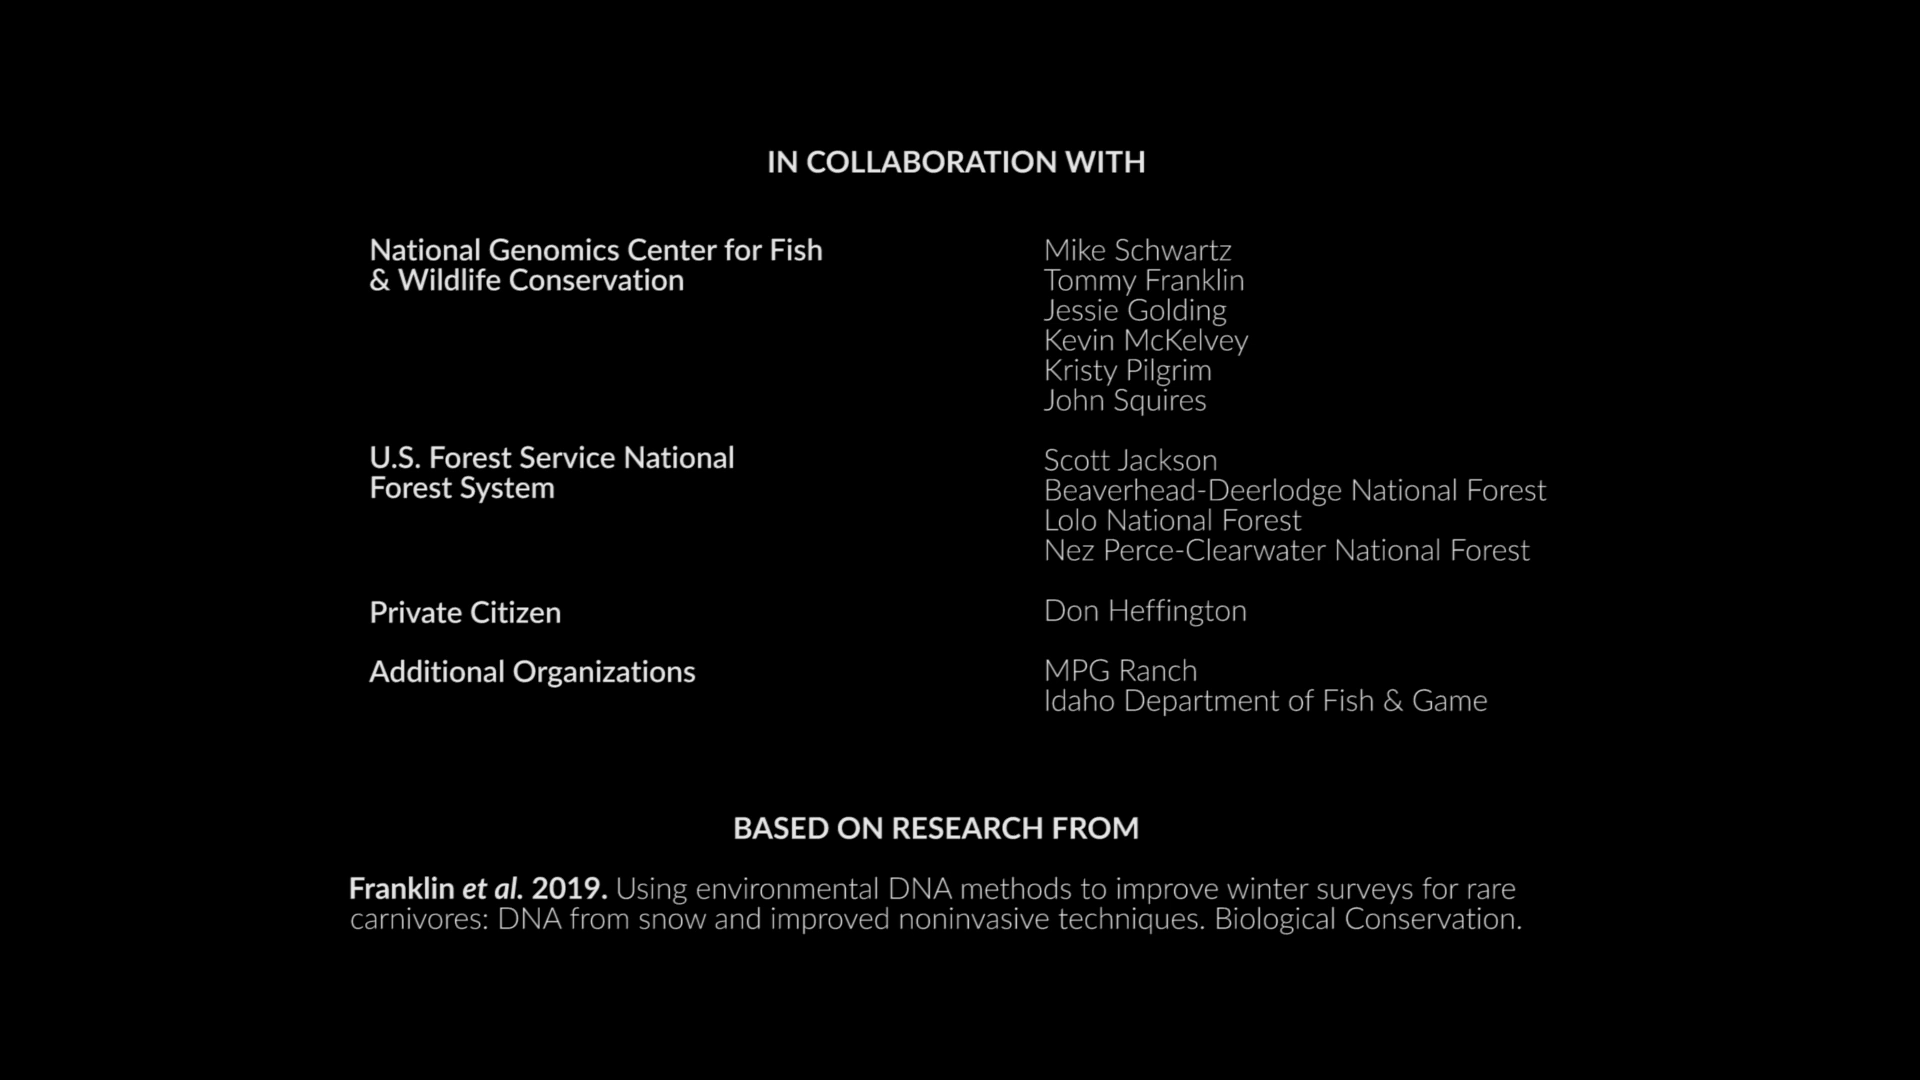 IN COLLABORATION WITH
National Genomics Center for Fish
& Wildlife Conservation
Mike Schwartz
Tommy Franklin
Jessie Golding
Kevin McKelvey
Kristy Pilgrim
John Squires
U.S. Forest Service National
Forest System
Scott Jackson
Beaverhead-Deerlodge National Forest
Lolo National Forest
Nez Perce-Clearwater National Forest
Private Citizen
Don Heffington
Additional Organizations
MPG Ranch
Idaho Department of Fish & Game
BASED ON RESEARCH FROM
Franklin et al. 2019. Using environmental DNA methods to improve winter surveys for rare
carnivores: DNA from snow and improved noninvasive techniques. Biological Conservation.